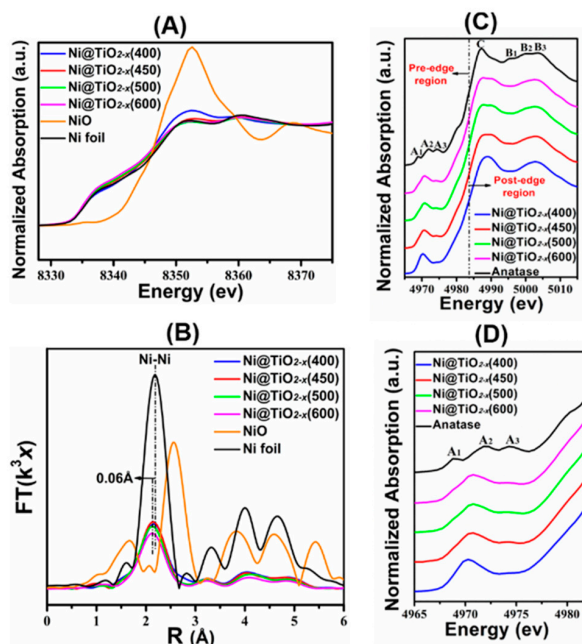 (A)
Normalized Absorption (a.u.)
Ni@TiO2-x(400)
Ni@TiO2-x(450)
Ni@TiO2-x(500)
Ni@TiO2-x(600)
NiO
Ni foil
8330 8340 8350 8360 8370
Energy (ev)
(B)
FT(k³x)
Ni-Ni
0.06Å
Ni@TiO2-x(400)
Ni@TiO2-x(450)
Ni@TiO2-x(500)
Ni@TiO2-x(600)
NiO
Ni foil
0 1 2 3 4 5 6
R (Å)
(C)
Normalized Absorption (a.u.)
C
B1 B2 B3
Pre-edge
region
A1 A2 A3
Post-edge
region
Ni@TiO2-x(400)
Ni@TiO2-x(450)
Ni@TiO2-x(500)
Ni@TiO2-x(600)
Anatase
4970 4980 4990 5000 5010
Energy (ev)
(D)
Normalized Absorption (a.u.)
Ni@TiO2-x(400)
Ni@TiO2-x(450)
Ni@TiO2-x(500)
Ni@TiO2-x(600)
Anatase
A1 A2 A3
4965 4970 4975 4980
Energy (ev)